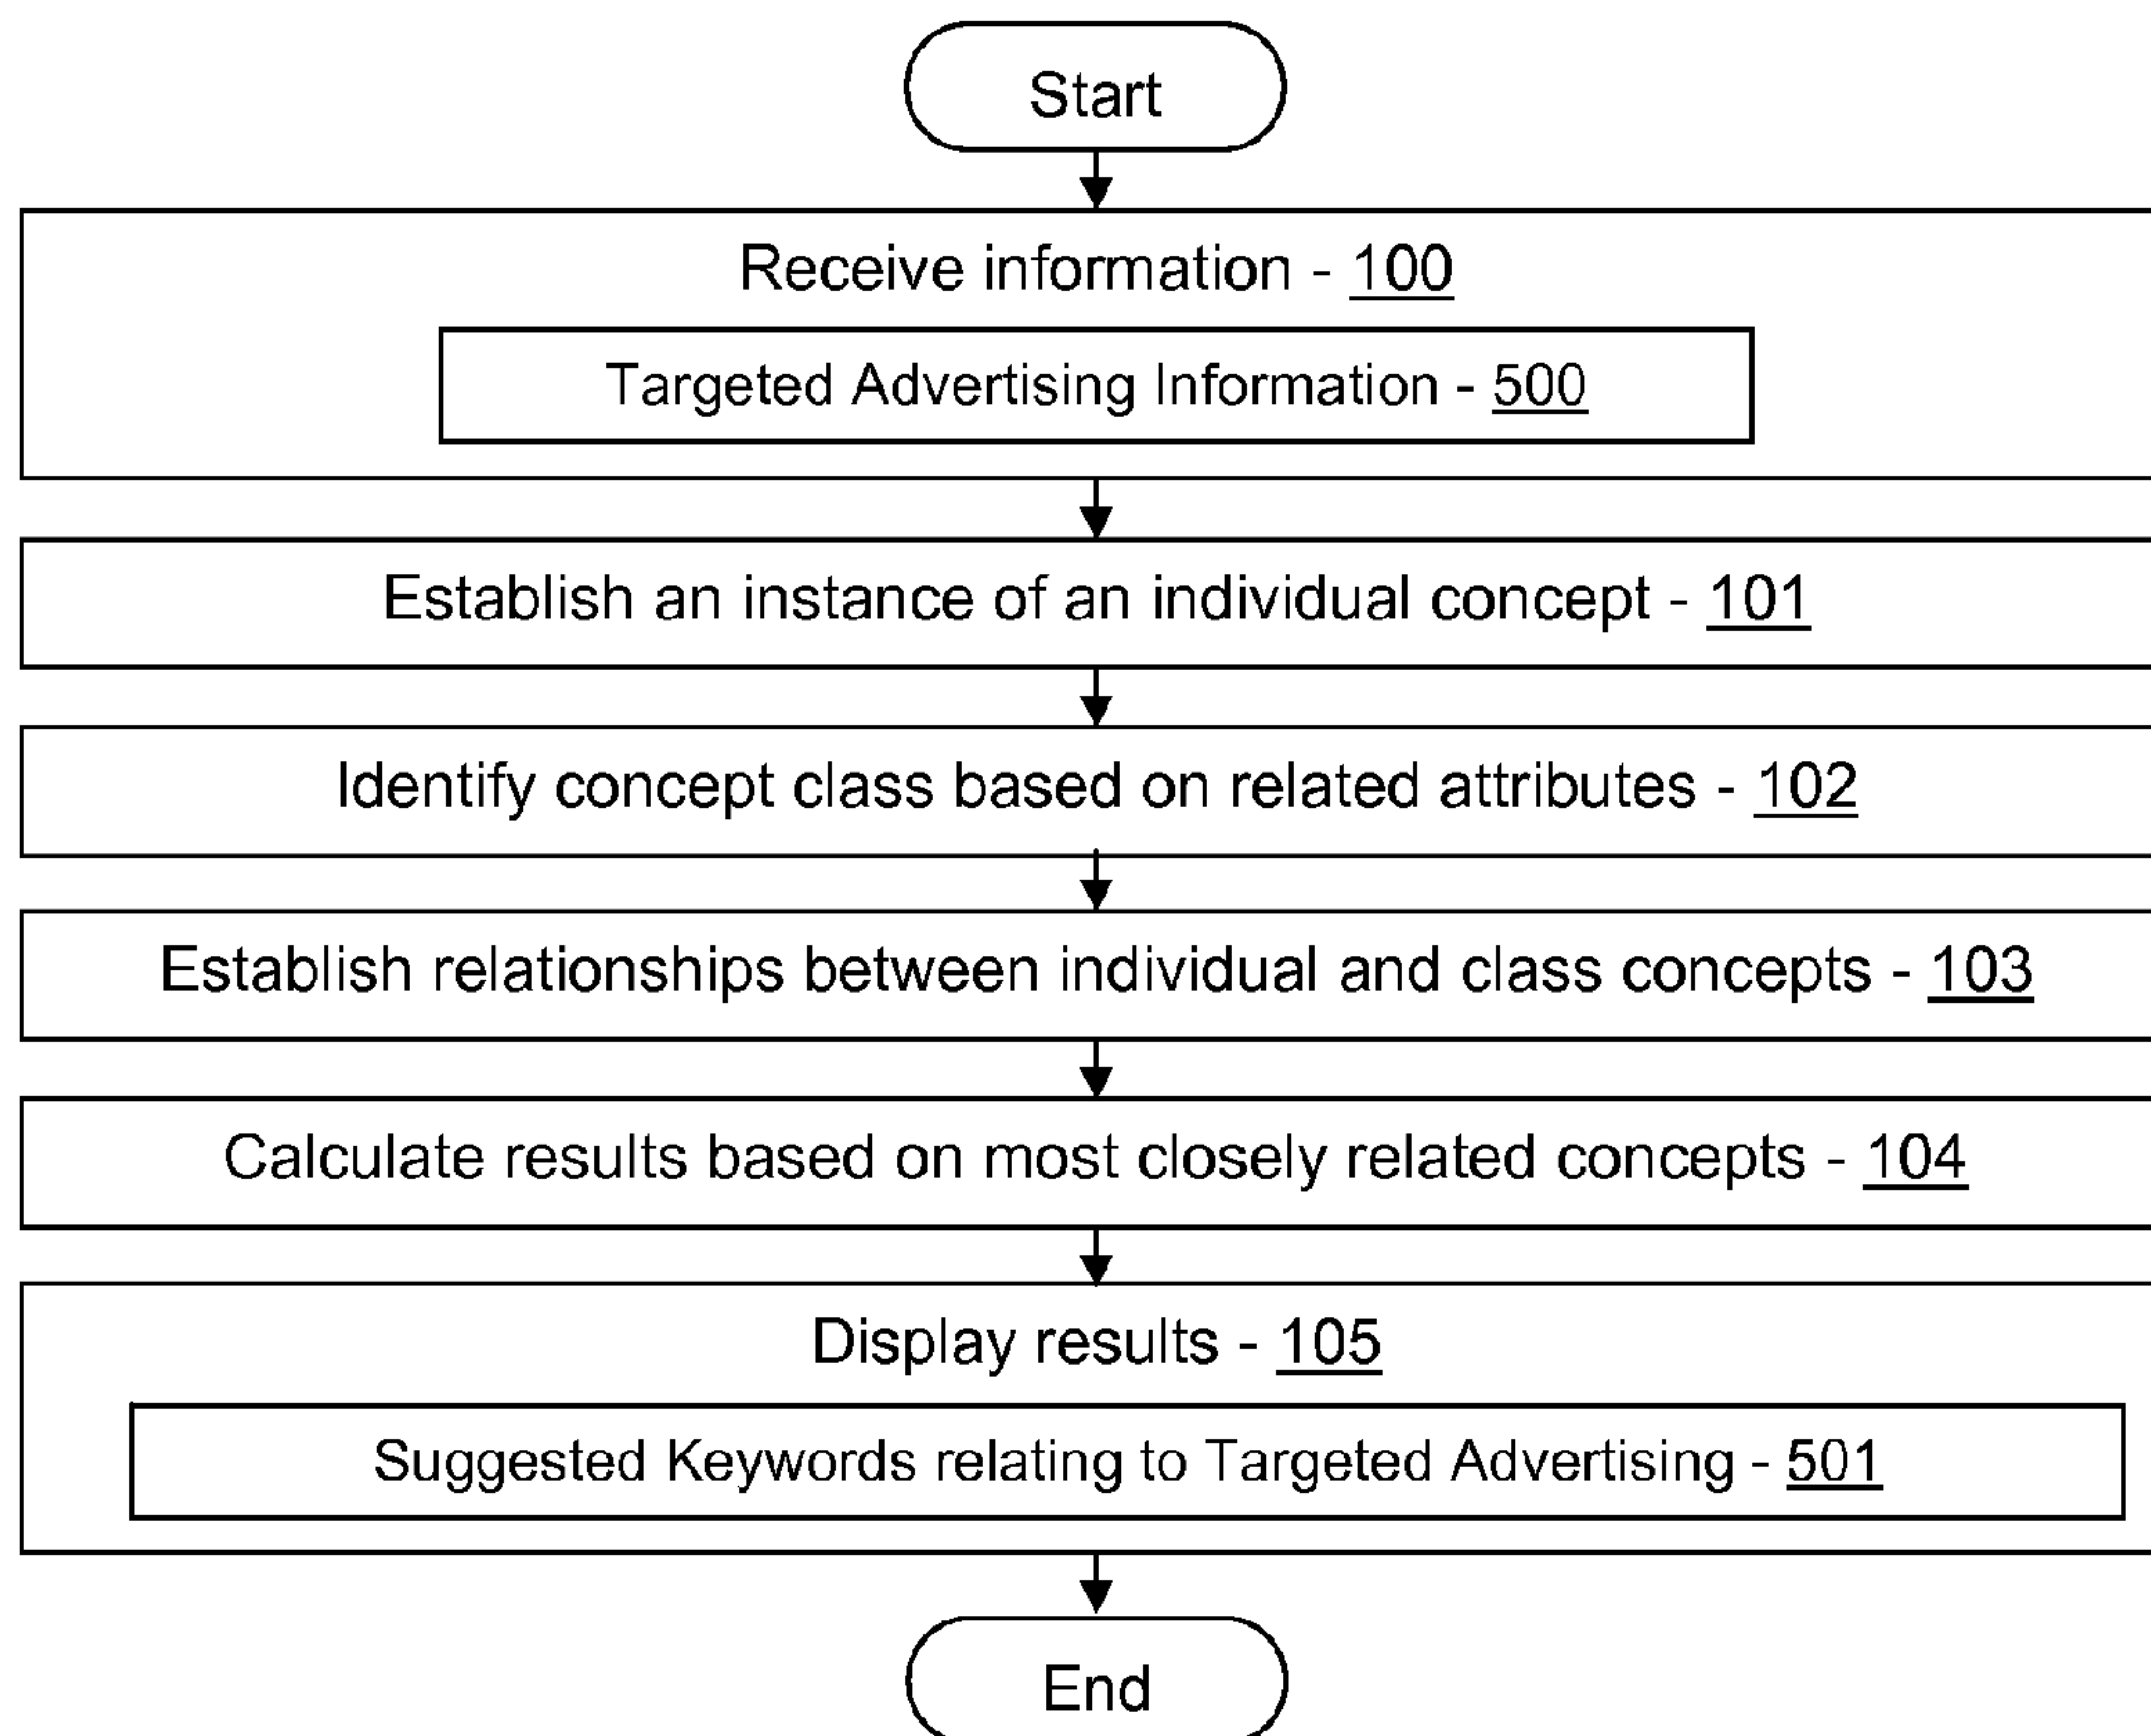 Start
Receive information - 100
Targeted Advertising Information - 500
Establish an instance of an individual concept - 101
Identify concept class based on related attributes - 102
Establish relationships between individual and class concepts - 103
Calculate results based on most closely related concepts - 104
Display results - 105
Suggested Keywords relating to Targeted Advertising - 501
End